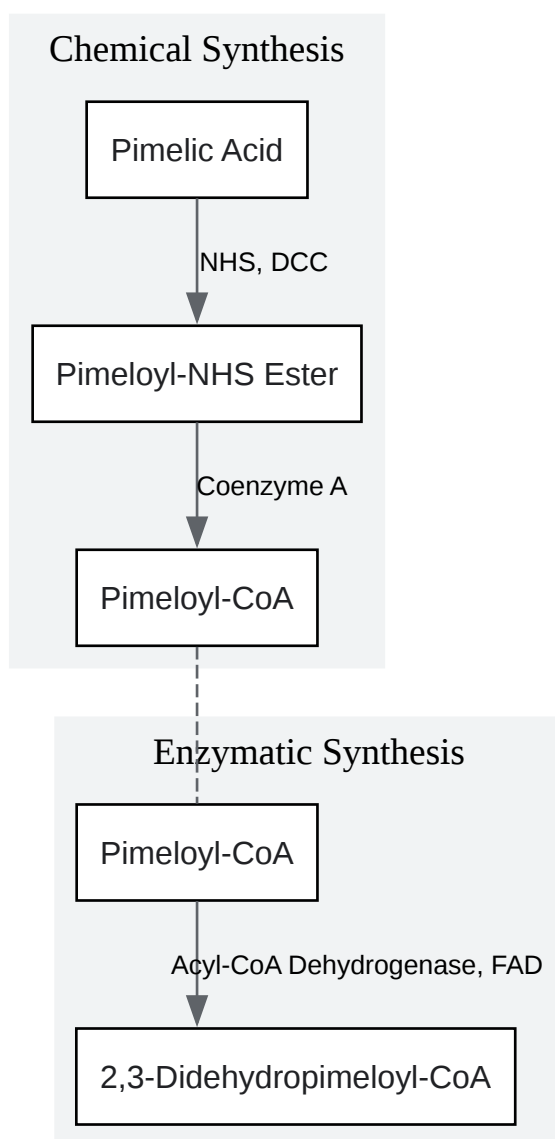 Chemical Synthesis
Pimelic Acid
NHS, DCC
Pimeloyl-NHS Ester
Coenzyme A
Pimeloyl-CoA
Enzymatic Synthesis
Pimeloyl-CoA
Acyl-CoA Dehydrogenase, FAD
2,3-Didehydropimeloyl-CoA